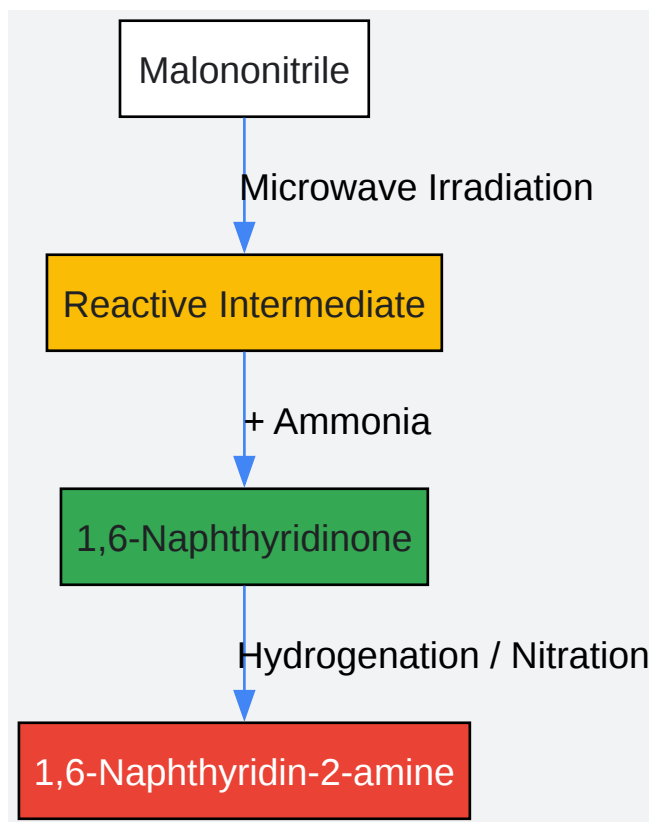 Malononitrile
Microwave Irradiation
Reactive Intermediate
+ Ammonia
1,6-Naphthyridinone
Hydrogenation / Nitration
1,6-Naphthyridin-2-amine